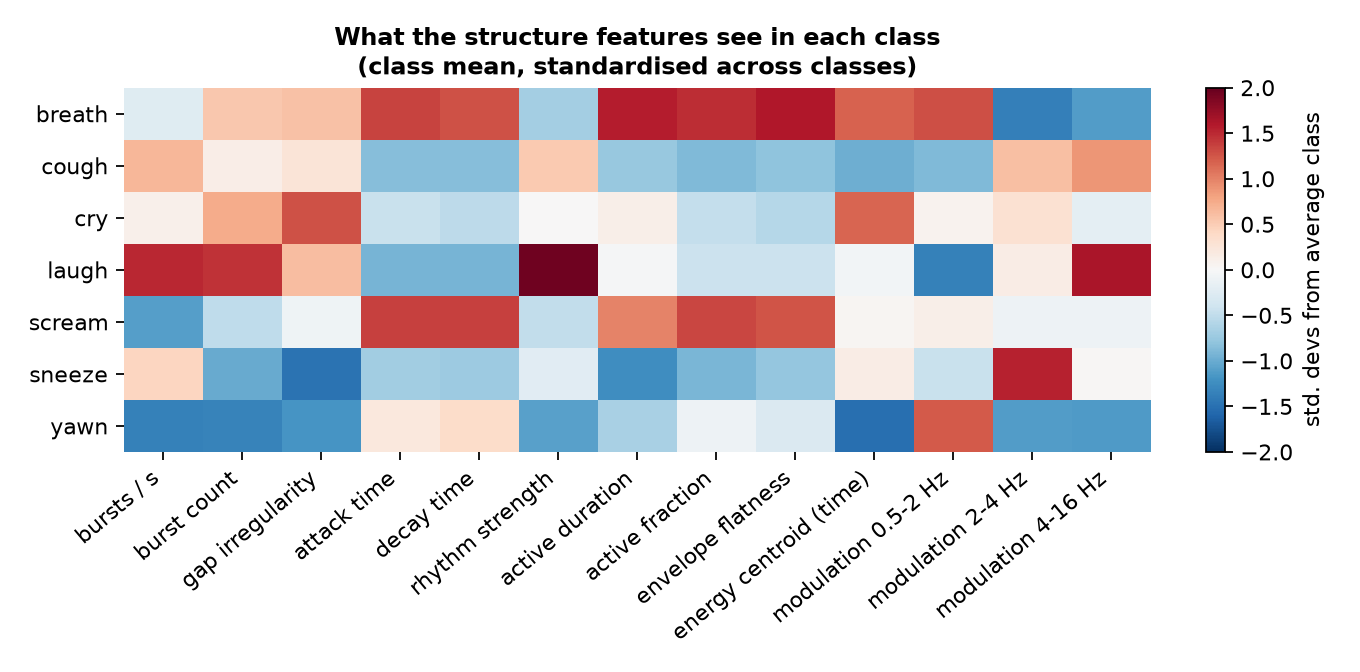 What the structure features see in each class
(class mean, standardised across classes)
breath
cough
cry
laugh
scream
sneeze
yawn
bursts / s
burst count
gap irregularity
attack time
decay time
rhythm strength
active duration
active fraction
envelope flatness
energy centroid (time)
modulation 0.5-2 Hz
modulation 2-4 Hz
modulation 4-16 Hz
2.0
1.5
1.0
0.5
0.0
−0.5
−1.0
−1.5
−2.0
std. devs from average class